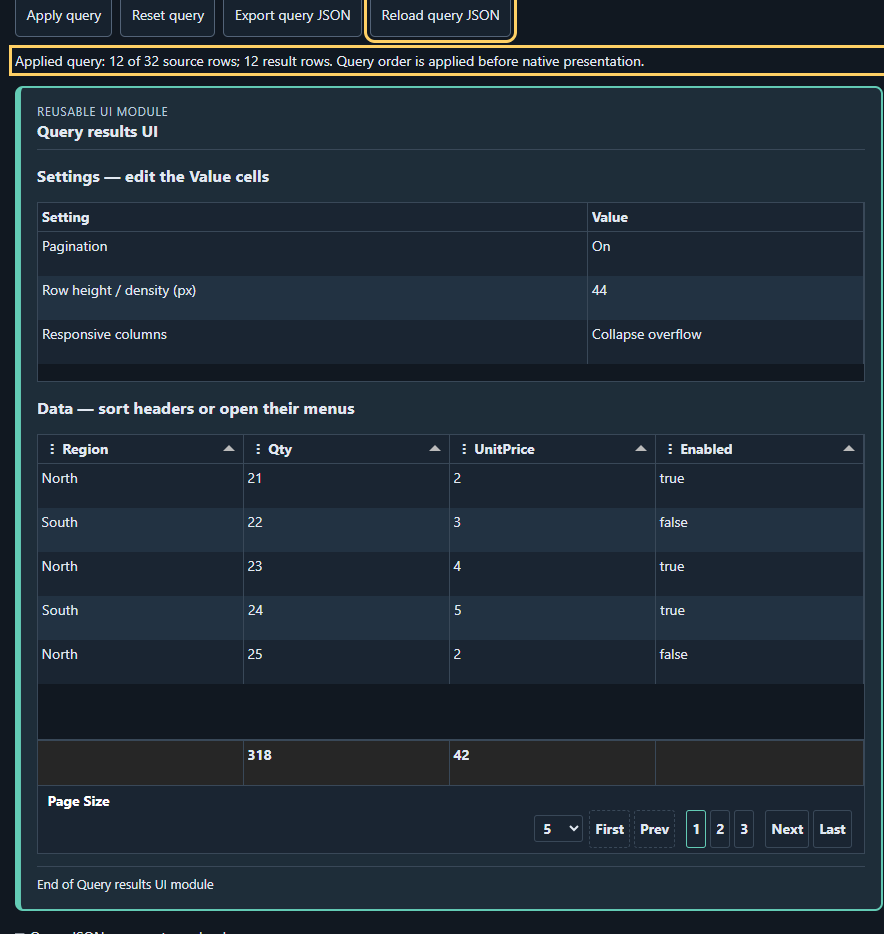 Apply query Reset query Export query JSON Reload query JSON
Applied query: 12 of 32 source rows; 12 result rows. Query order is applied before native presentation.
REUSABLE UI MODULE
Query results UI
Settings — edit the Value cells
Setting Value
Pagination On
Row height / density (px) 44
Responsive columns Collapse overflow
Data — sort headers or open their menus
Region Qty UnitPrice Enabled
North 21 2 true
South 22 3 false
North 23 4 true
South 24 5 true
North 25 2 false
318 42
Page Size
5 First Prev 1 2 3 Next Last
End of Query results UI module